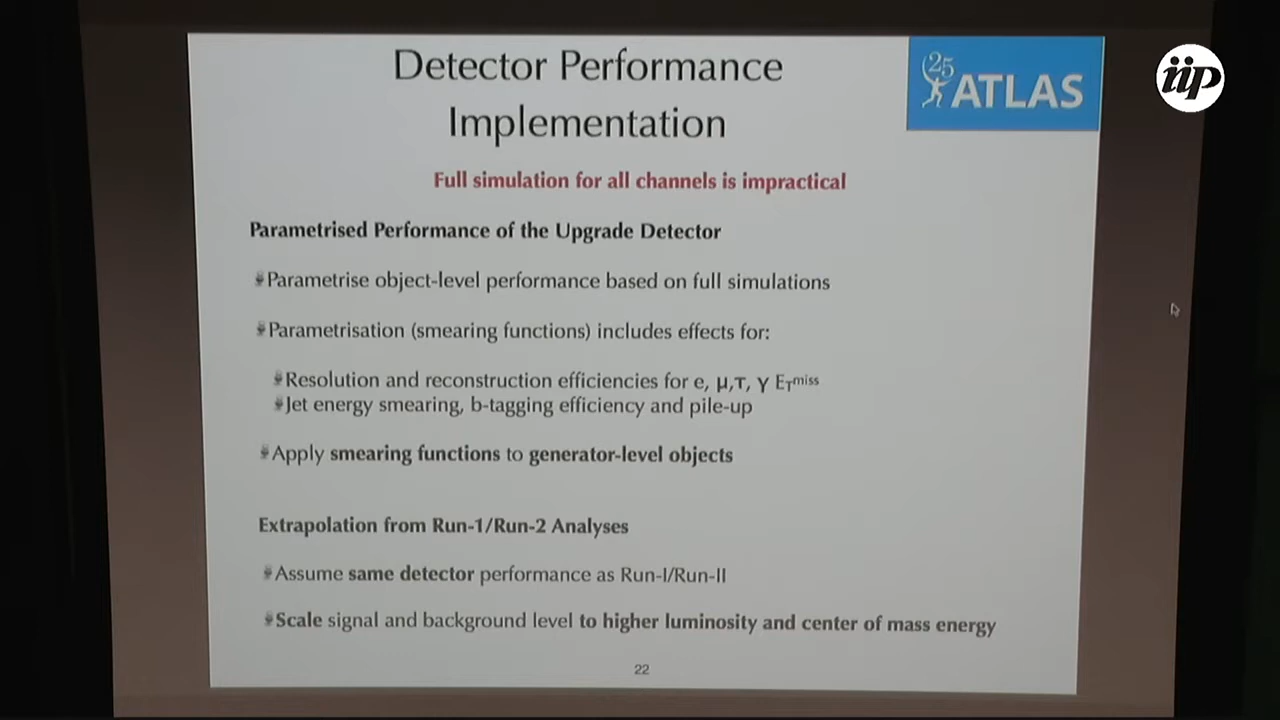 Detector Performance
Implementation
25
ATLAS
iip
Full simulation for all channels is impractical
Parametrised Performance of the Upgrade Detector
Parametrise object-level performance based on full simulations
Parametrisation (smearing functions) includes effects for:
Resolution and reconstruction efficiencies for e, μ,τ, γ ETmiss
Jet energy smearing, b-tagging efficiency and pile-up
Apply smearing functions to generator-level objects
Extrapolation from Run-1/Run-2 Analyses
Assume same detector performance as Run-I/Run-II
Scale signal and background level to higher luminosity and center of mass energy
22